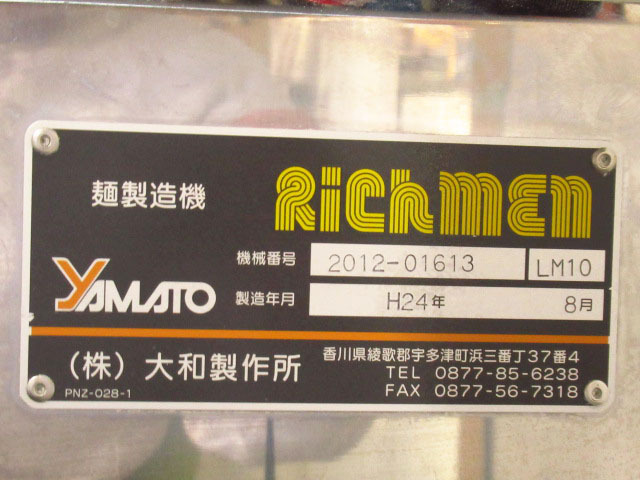 麺製造機 RichMEN
機械番号 2012-01613 LM10
YAMATO 製造年月 H24年 8月
(株) 大和製作所
香川県綾歌郡宇多津町浜三番丁37番4
TEL 0877-85-6238
FAX 0877-56-7318
PNZ-028-1